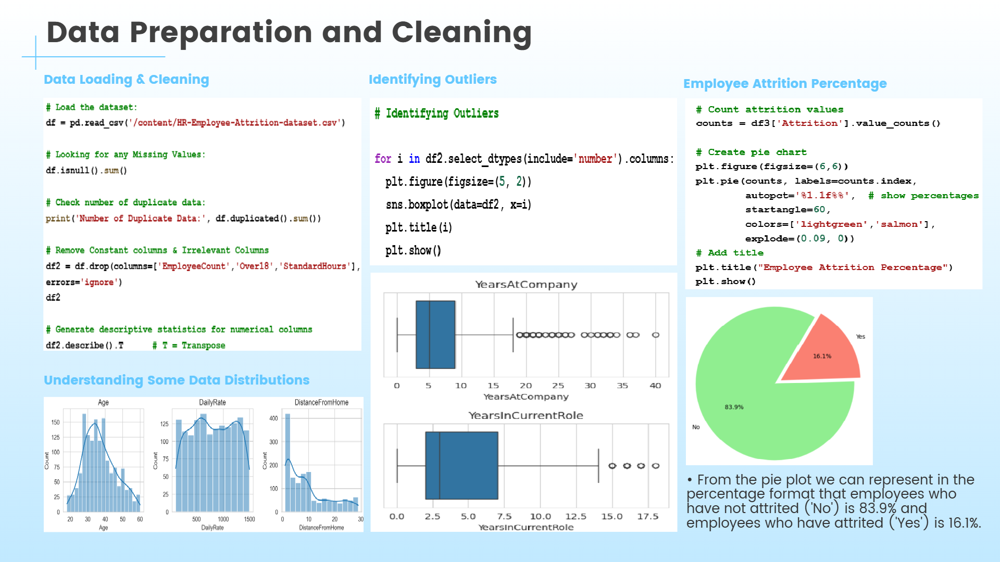 Data Preparation and Cleaning
Data Loading & Cleaning
# Load the dataset:
df = pd.read_csv('/content/HR-Employee-Attrition-dataset.csv')
# Looking for any Missing Values:
df.isnull().sum()
# Check number of duplicate data:
print('Number of Duplicate Data:', df.duplicated().sum())
# Remove Constant columns & Irrelevant Columns
df2 = df.drop(columns=['EmployeeCount','Over18','StandardHours'],
errors='ignore')
df2
# Generate descriptive statistics for numerical columns
df2.describe().T # T = Transpose
Understanding Some Data Distributions
Age
150
125
100
75
50
25
0
Count
20 30 40 50 60
Age
DailyRate
125
100
75
50
25
0
Count
500 1000 1500
DailyRate
DistanceFromHome
400
300
200
100
0
Count
0 10 20 30
DistanceFromHome
Identifying Outliers
# Identifying Outliers
for i in df2.select_dtypes(include='number').columns:
plt.figure(figsize=(5, 2))
sns.boxplot(data=df2, x=i)
plt.title(i)
plt.show()
YearsAtCompany
0 5 10 15 20 25 30 35 40
YearsAtCompany
YearsInCurrentRole
0.0 2.5 5.0 7.5 10.0 12.5 15.0 17.5
YearsInCurrentRole
Employee Attrition Percentage
# Count attrition values
counts = df3['Attrition'].value_counts()
# Create pie chart
plt.figure(figsize=(6,6))
plt.pie(counts, labels=counts.index,
autopct='%1.1f%%', # show percentages
startangle=60,
colors=['lightgreen','salmon'],
explode=(0.09, 0))
# Add title
plt.title("Employee Attrition Percentage")
plt.show()
Yes
16.1%
83.9%
No
• From the pie plot we can represent in the
percentage format that employees who
have not attrited ('No') is 83.9% and
employees who have attrited ('Yes') is 16.1%.